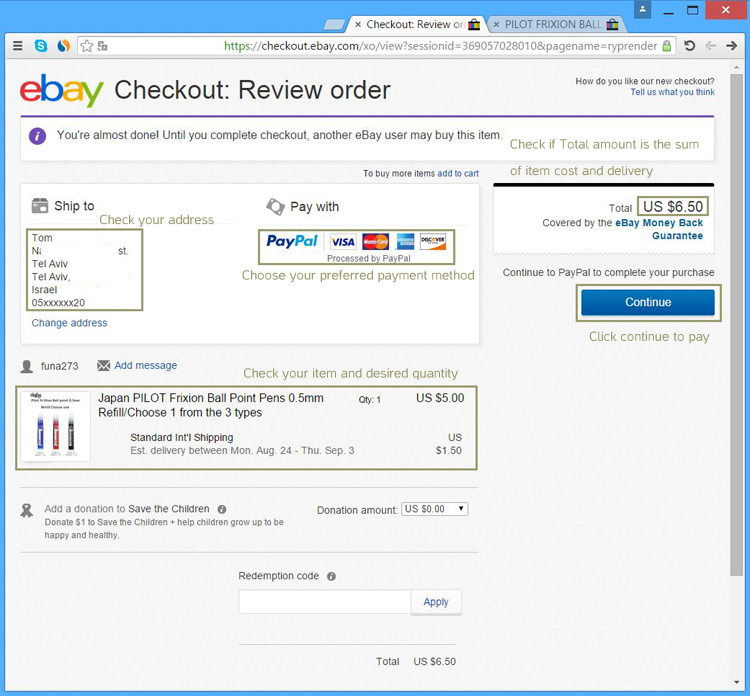 Checkout: Review or
PILOT FRIXION BALL
https://checkout.ebay.com/xo/view?sessionid=369057028010&pagename=ryprender
ebay Checkout: Review order
How do you like our new checkout?
Tell us what you think
You're almost done! Until you complete checkout, another eBay user may buy this item.
Check if Total amount is the sum
of item cost and delivery
To buy more items add to cart
Ship to
Check your address
Tom
st.
Tel Aviv
Tel Aviv,
Israel
05xxxxxx20
Change address
Pay with
PayPal VISA MasterCard DISCOVER
Processed by PayPal
Choose your preferred payment method
Total US $6.50
Covered by the eBay Money Back
Guarantee
Continue to PayPal to complete your purchase
Continue
Click continue to pay
funa273 Add message
Check your item and desired quantity
Japan PILOT Frixion Ball Point Pens 0.5mm Qty: 1 US $5.00
Refill/Choose 1 from the 3 types
Standard Int'l Shipping US
Est. delivery between Mon. Aug. 24 - Thu. Sep. 3 $1.50
Add a donation to Save the Children
Donation amount: US $0.00
Donate $1 to Save the Children + help children grow up to be
happy and healthy.
Redemption code
Apply
Total US $6.50